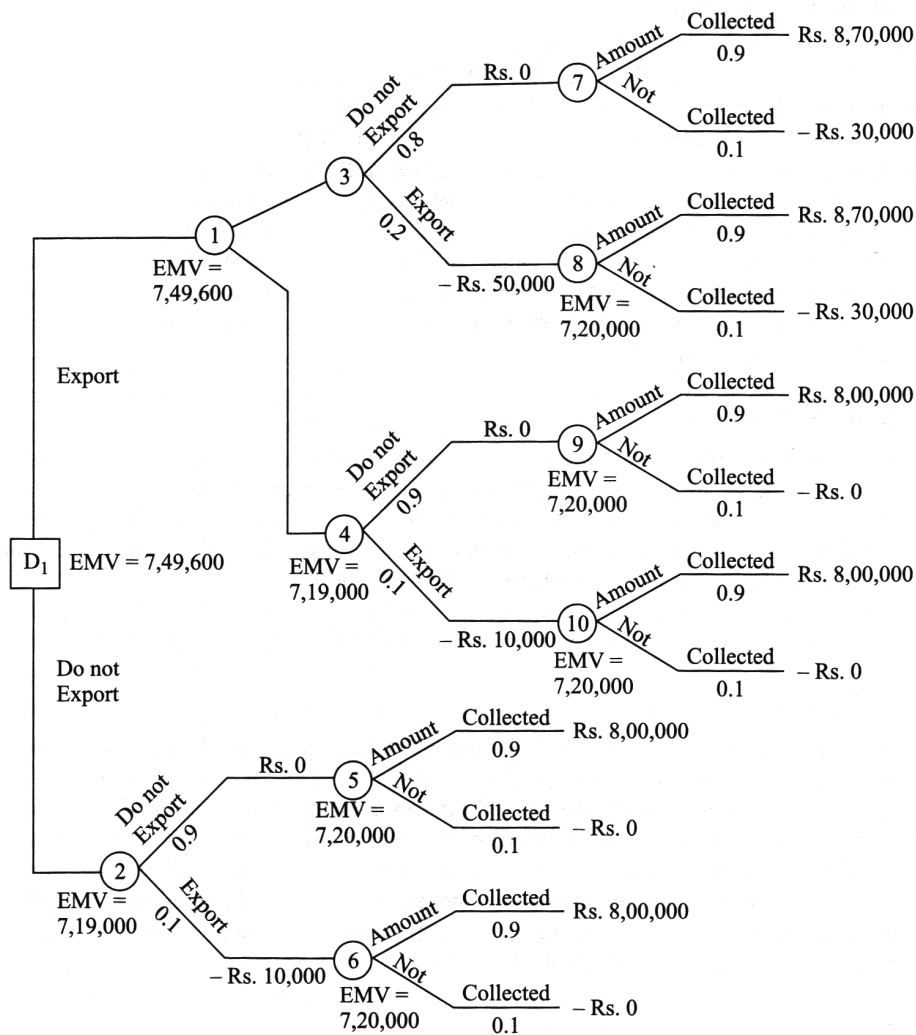 Amount
Collected
Rs. 8,70,000
0.9
Rs. 0
7
Not
Collected
– Rs. 30,000
0.1
Do not
Export
0.8
3
Export
0.2
Amount
Collected
Rs. 8,70,000
0.9
– Rs. 50,000
8
EMV =
7,20,000
Not
Collected
– Rs. 30,000
0.1
1
EMV =
7,49,600
Export
Amount
Collected
Rs. 8,00,000
0.9
Rs. 0
9
EMV =
7,20,000
Not
Collected
– Rs. 0
0.1
Do not
Export
0.9
4
EMV =
7,19,000
Export
0.1
Amount
Collected
Rs. 8,00,000
0.9
– Rs. 10,000
10
EMV =
7,20,000
Not
Collected
– Rs. 0
0.1
D1
EMV = 7,49,600
Do not
Export
Amount
Collected
Rs. 8,00,000
0.9
Rs. 0
5
EMV =
7,20,000
Not
Collected
– Rs. 0
0.1
Do not
Export
0.9
2
EMV =
7,19,000
Export
0.1
Amount
Collected
Rs. 8,00,000
0.9
– Rs. 10,000
6
EMV =
7,20,000
Not
Collected
– Rs. 0
0.1